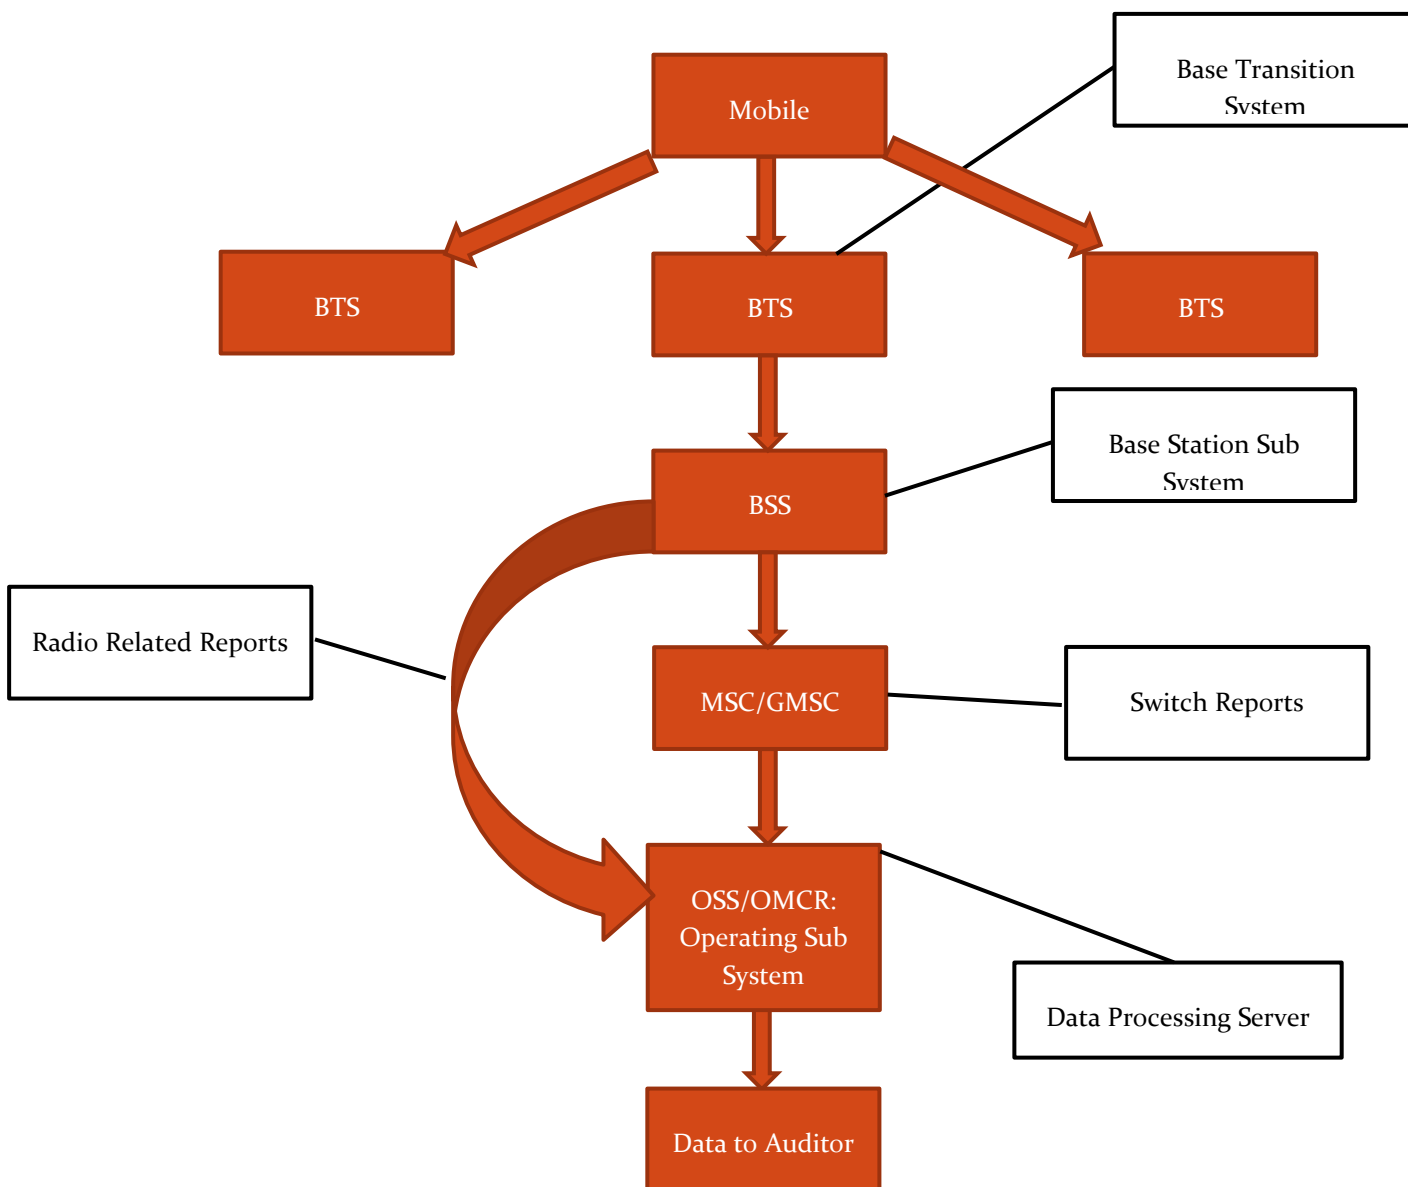 Base Transition
System
Mobile
BTS
BTS
BTS
Base Station Sub
System
BSS
Radio Related Reports
MSC/GMSC
Switch Reports
OSS/OMCR:
Operating Sub
System
Data Processing Server
Data to Auditor